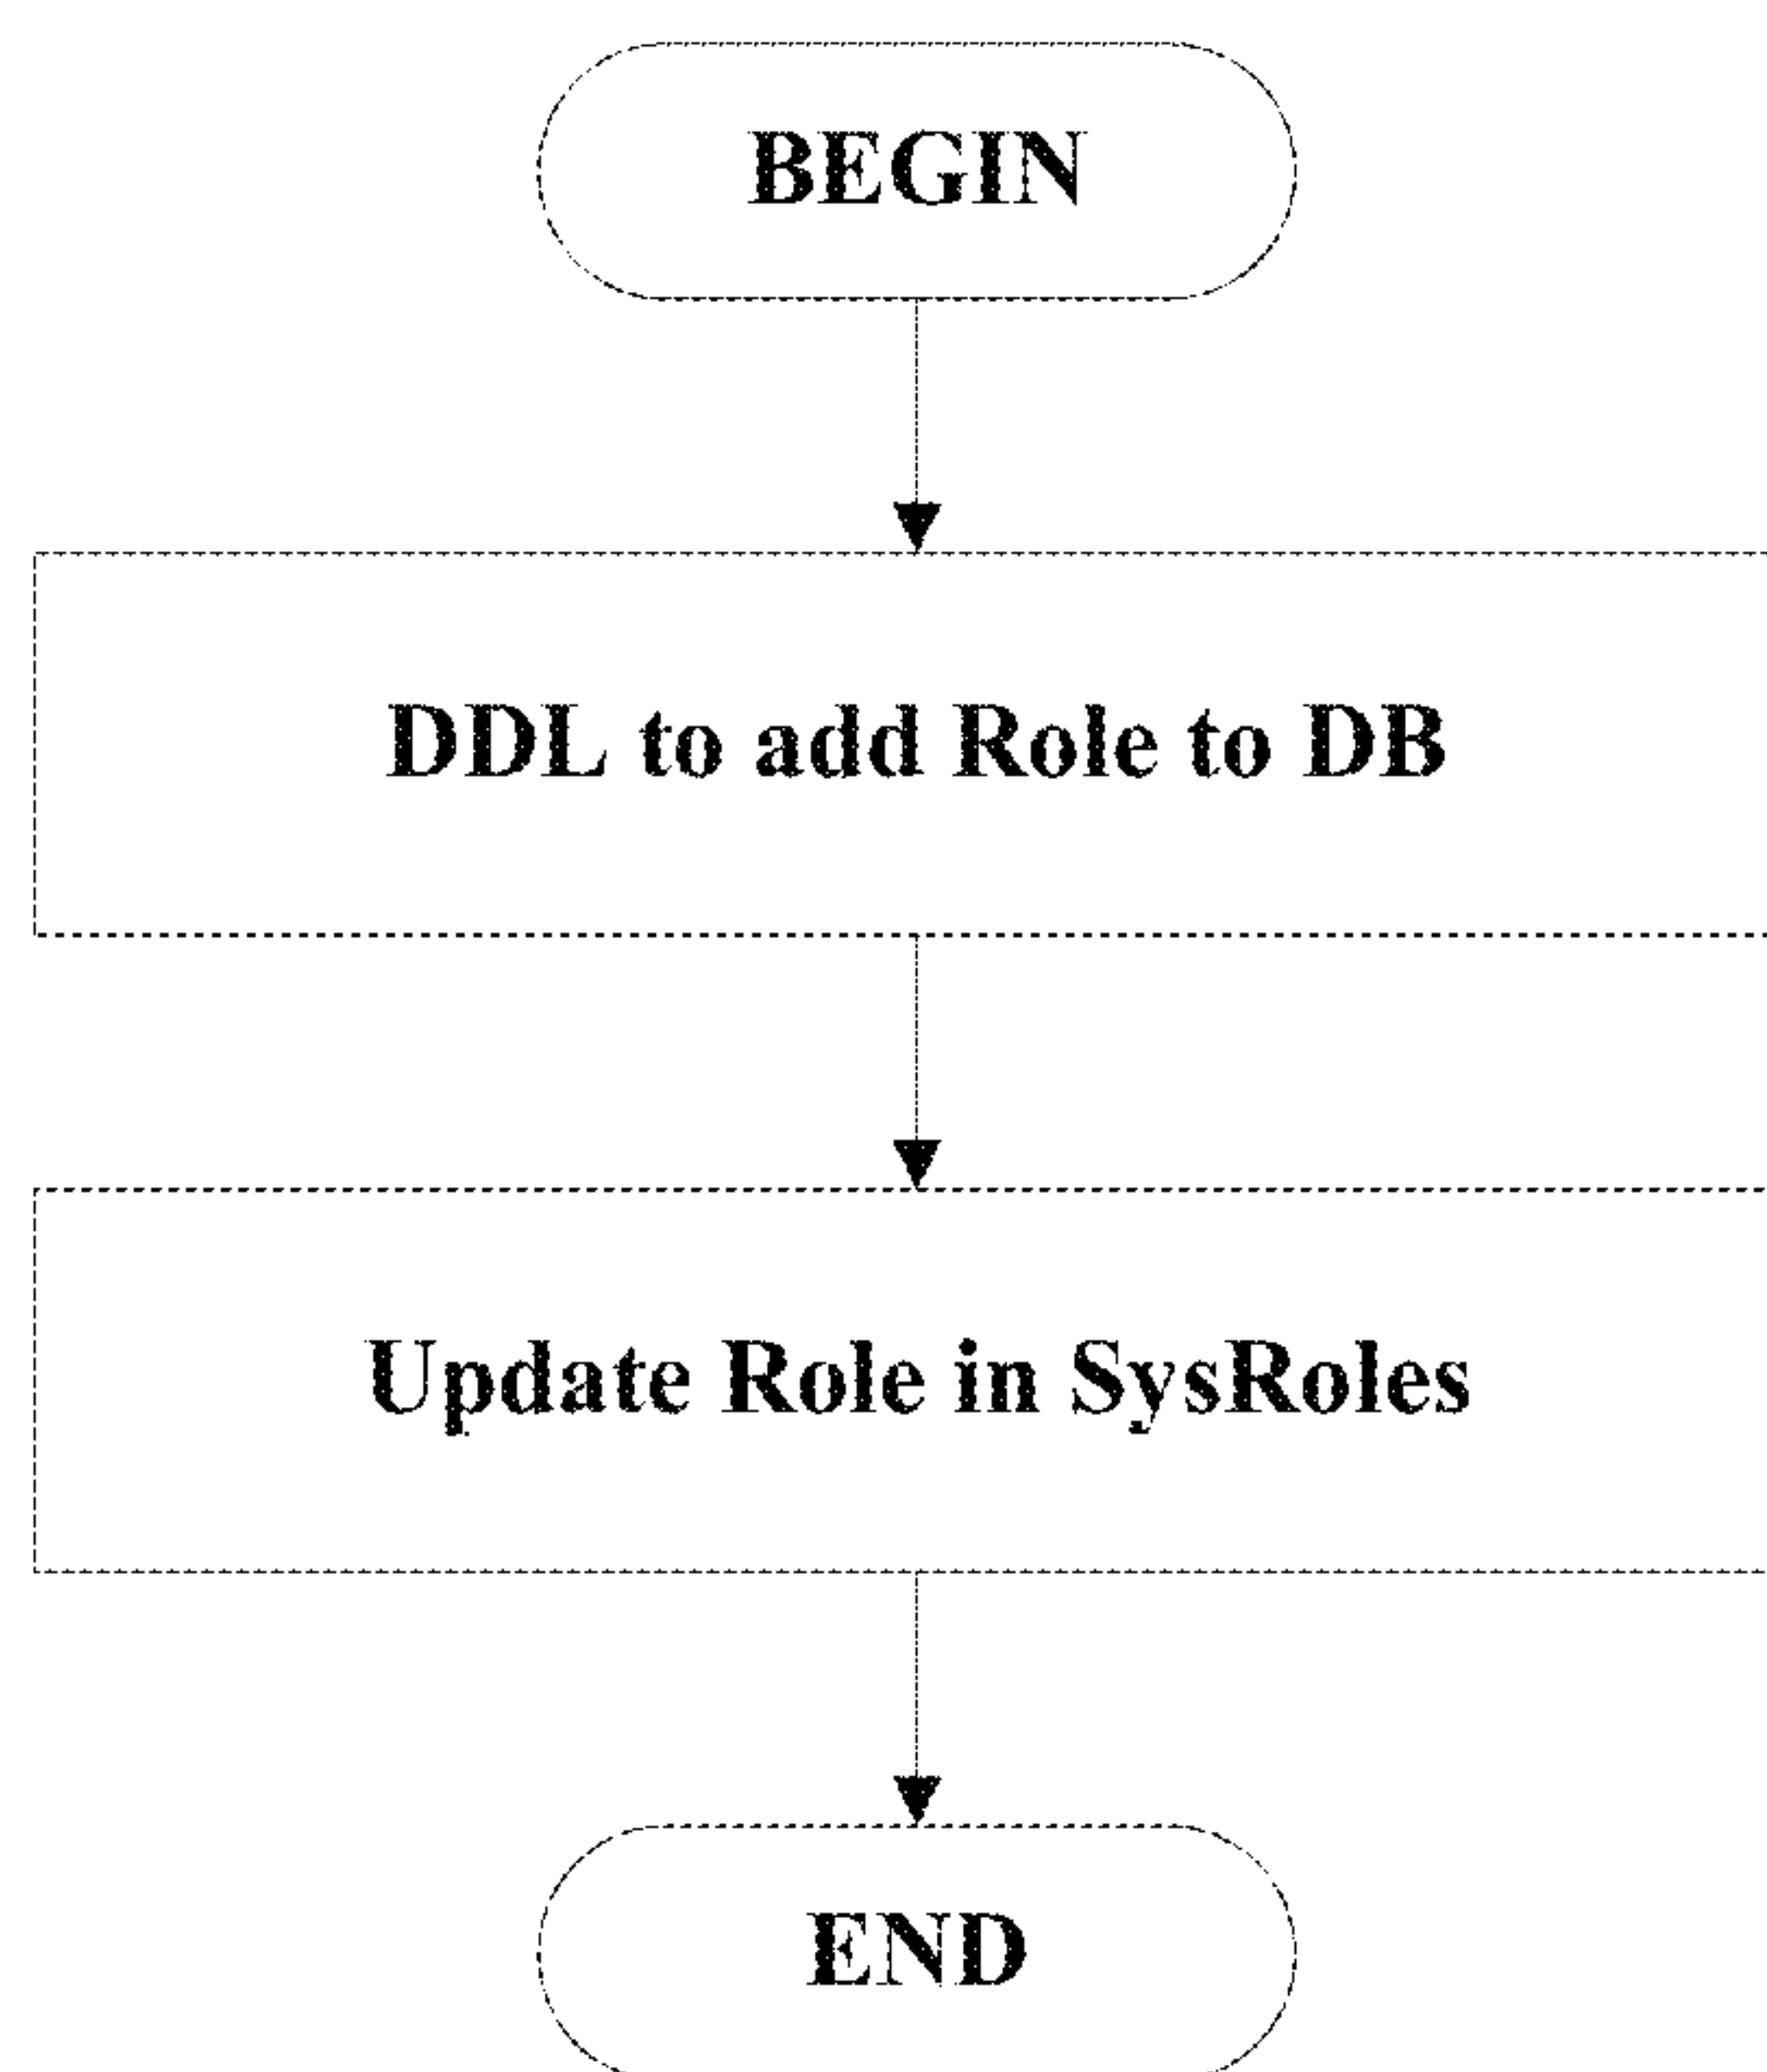 BEGIN
DDL to add Role to DB
Update Role in SysRoles
END